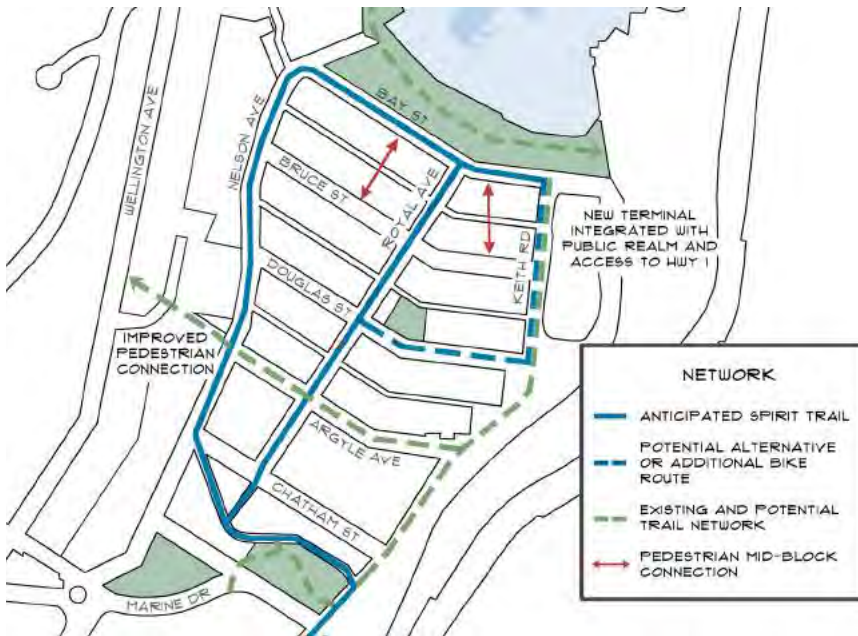 BAY ST
NELSON AVE
WELLINGTON AVE
BRUCE ST
ROYAL AVE
KEITH RD
NEW TERMINAL
INTEGRATED WITH
PUBLIC REALM AND
ACCESS TO HWY 1
DOUGLAS ST
IMPROVED
PEDESTRIAN
CONNECTION
ARGYLE AVE
CHATHAM ST
MARINE DR
NETWORK
ANTICIPATED SPIRIT TRAIL
POTENTIAL ALTERNATIVE
OR ADDITIONAL BIKE
ROUTE
EXISTING AND POTENTIAL
TRAIL NETWORK
PEDESTRIAN MID-BLOCK
CONNECTION